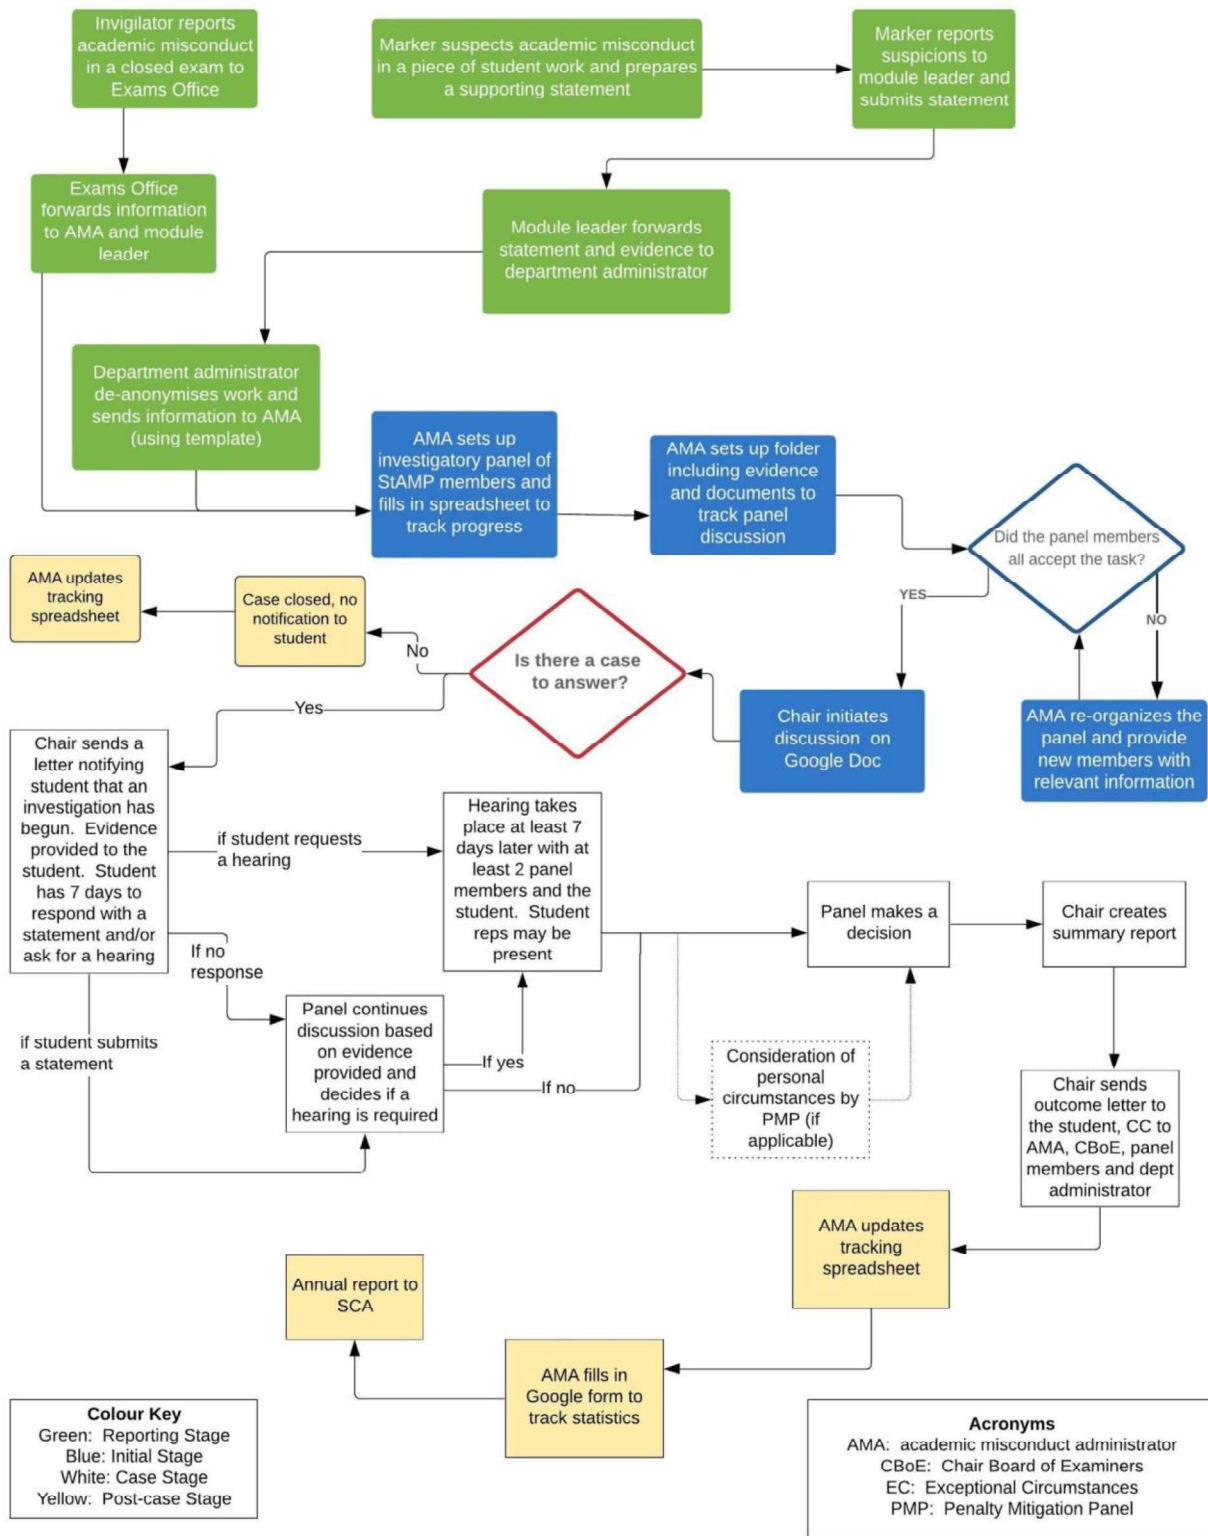 Invigilator reports
academic misconduct
in a closed exam to
Exams Office
Marker suspects academic misconduct
in a piece of student work and prepares
a supporting statement
Marker reports
suspicions to
module leader and
submits statement
Exams Office
forwards information
to AMA and module
leader
Module leader forwards
statement and evidence to
department administrator
Department administrator
de-anonymises work and
sends information to AMA
(using template)
AMA sets up
investigatory panel of
StAMP members and
fills in spreadsheet to
track progress
AMA sets up folder
including evidence
and documents to
track panel
discussion
Did the panel members
all accept the task?
YES
NO
AMA re-organizes the
panel and provide
new members with
relevant information
Chair initiates
discussion on
Google Doc
Is there a case
to answer?
No
Case closed, no
notification to
student
AMA updates
tracking
spreadsheet
Yes
Chair sends a
letter notifying
student that an
investigation has
begun. Evidence
provided to the
student. Student
has 7 days to
respond with a
statement and/or
ask for a hearing
if student requests
a hearing
If no
response
if student submits
a statement
Hearing takes
place at least 7
days later with at
least 2 panel
members and the
student. Student
reps may be
present
Panel continues
discussion based
on evidence
provided and
decides if a
hearing is required
If yes
If no
Consideration of
personal
circumstances by
PMP (if
applicable)
Panel makes a
decision
Chair creates
summary report
Chair sends
outcome letter to
the student, CC to
AMA, CBoE, panel
members and dept
administrator
AMA updates
tracking
spreadsheet
AMA fills in
Google form to
track statistics
Annual report to
SCA
Colour Key
Green: Reporting Stage
Blue: Initial Stage
White: Case Stage
Yellow: Post-case Stage
Acronyms
AMA: academic misconduct administrator
CBoE: Chair Board of Examiners
EC: Exceptional Circumstances
PMP: Penalty Mitigation Panel